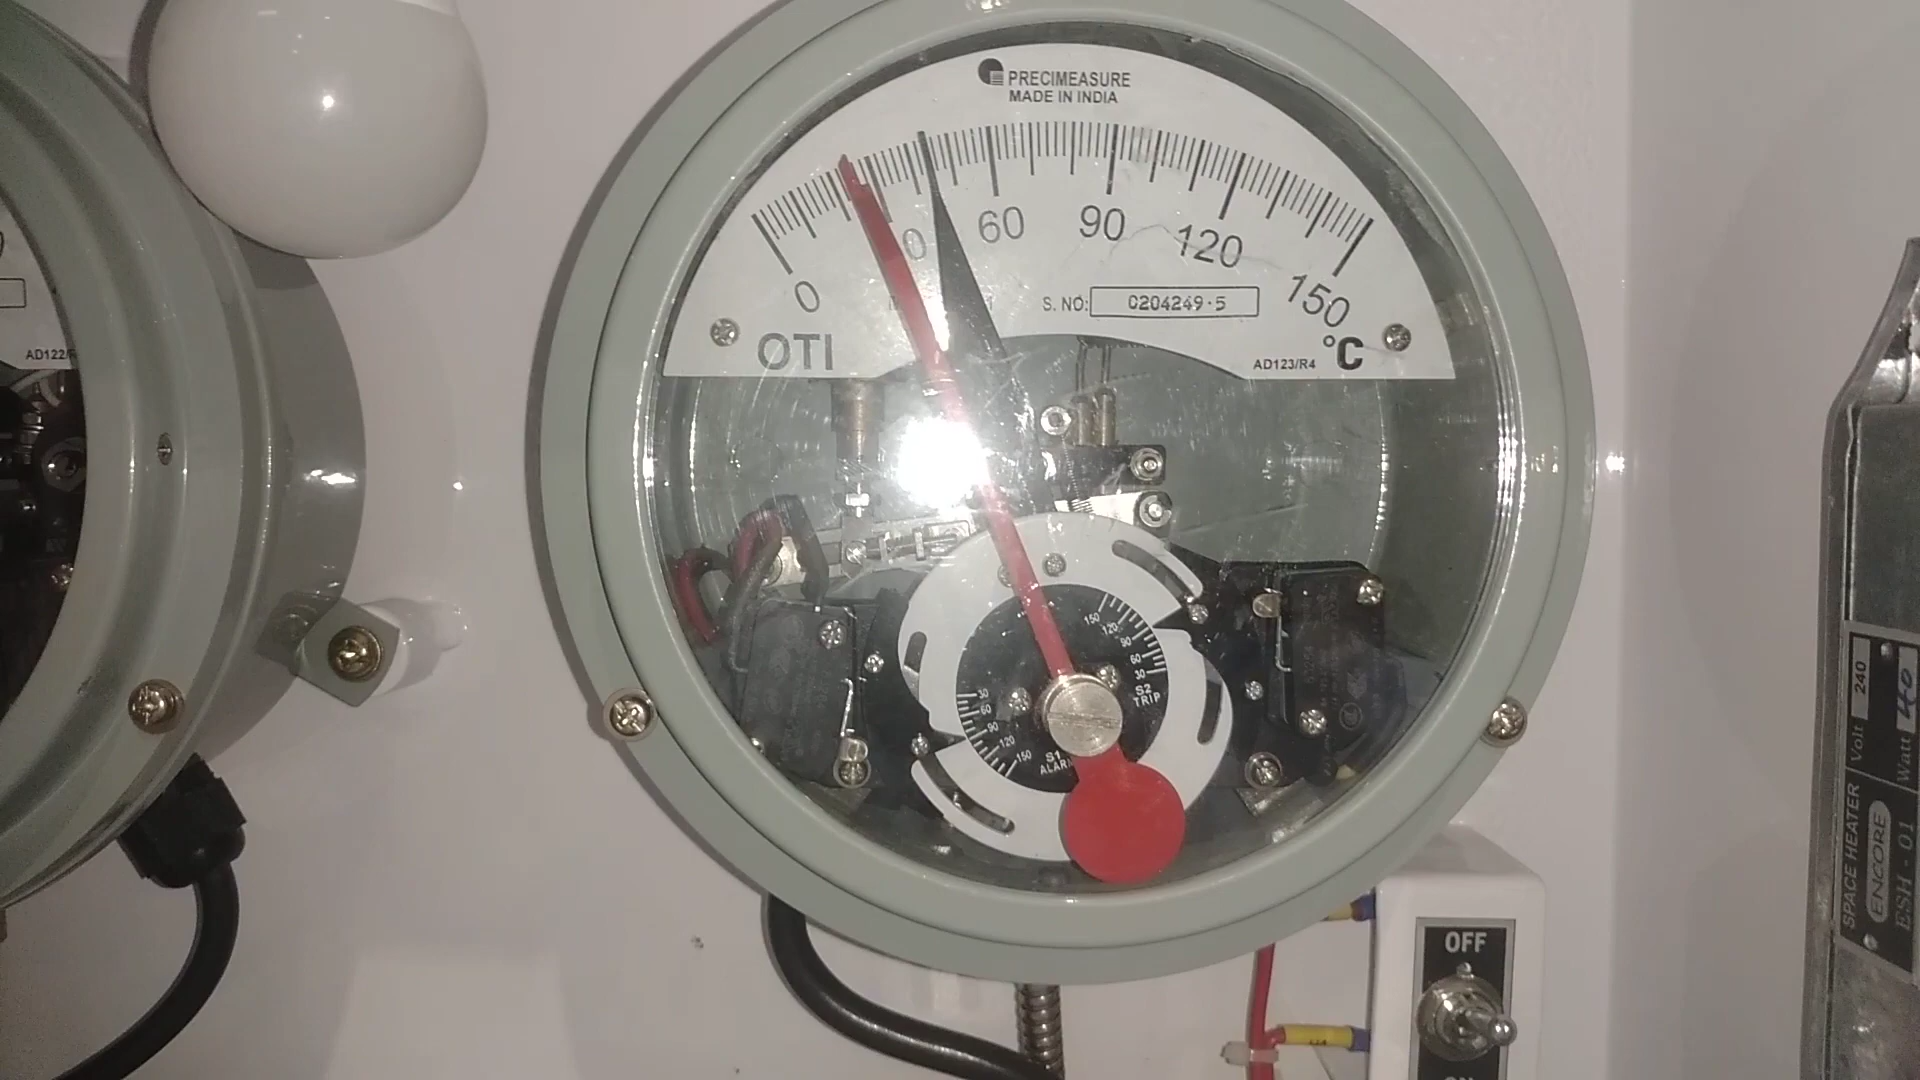 PRECIMEASURE
MADE IN INDIA
0
0
60
90
120
150
S. NO: C204249-5
OTI
AD123/R4
°C
AD122/R
150
120
90
60
30
S2
TRIP
30
60
90
120
150
S1
ALARM
OFF
SPACE HEATER
Volt 240
ENCORE
ESH - 01
Watt 40